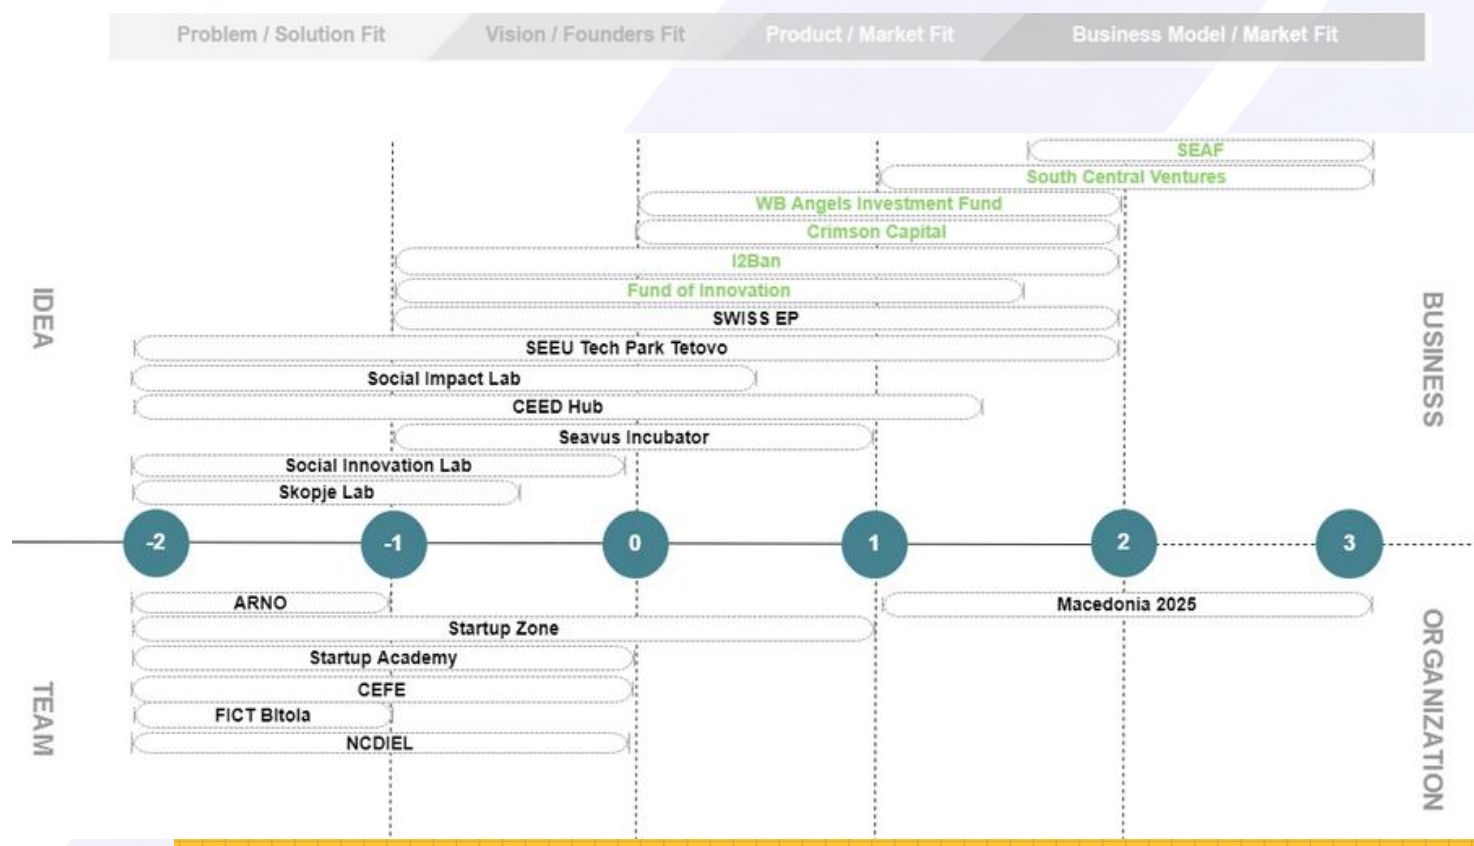 Problem / Solution Fit
Vision / Founders Fit
Product / Market Fit
Business Model / Market Fit
SEAF
South Central Ventures
WB Angels Investment Fund
Crimson Capital
I2Ban
Fund of Innovation
SWISS EP
SEEU Tech Park Tetovo
Social Impact Lab
CEED Hub
Seavus Incubator
Social Innovation Lab
Skopje Lab
IDEA
BUSINESS
-2
-1
0
1
2
3
ARNO
Macedonia 2025
Startup Zone
Startup Academy
CEFE
FICT BItola
NCDIEL
TEAM
ORGANIZATION